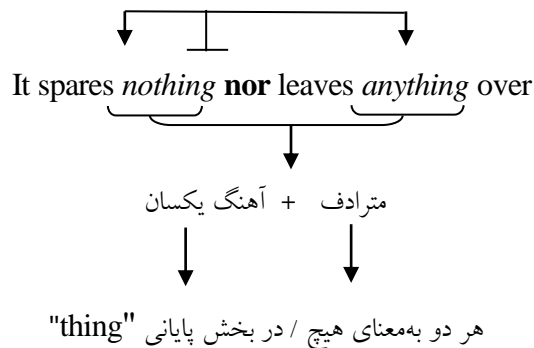 It spares nothing nor leaves anything over
مترادف + آهنگ یکسان
هر دو به‌معنای هیچ / در بخش پایانی "thing"